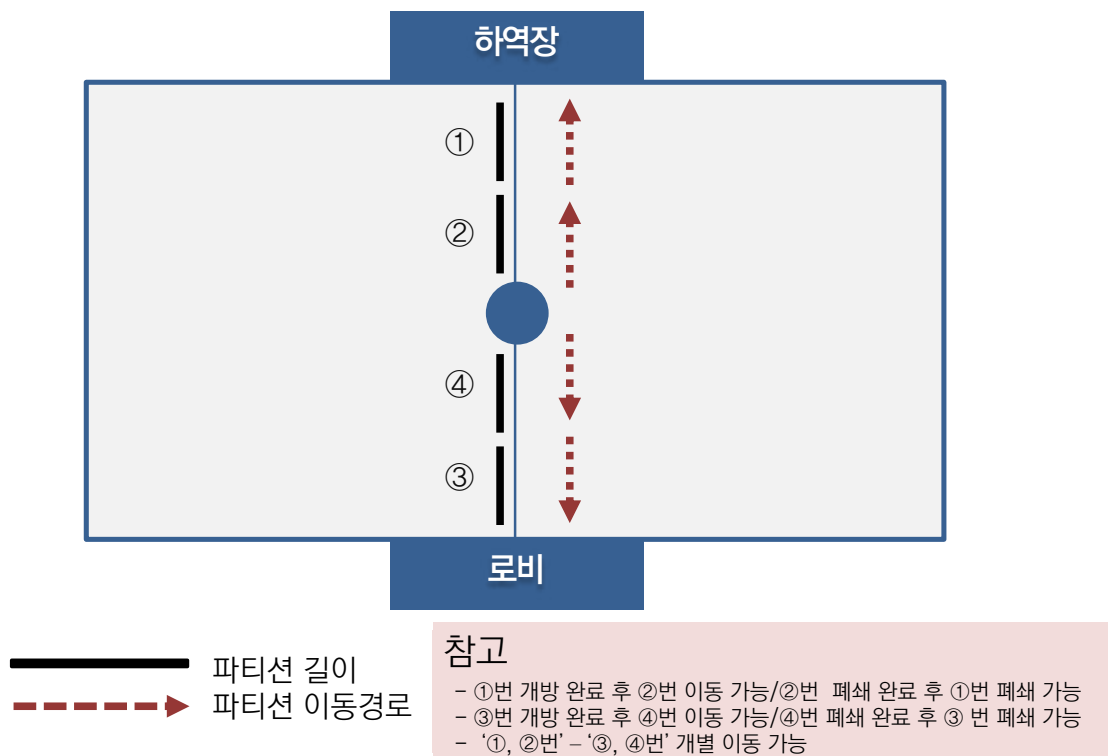 하역장
①
②
④
③
로비
파티션 길이
파티션 이동경로
참고
- ①번 개방 완료 후 ②번 이동 가능/②번 폐쇄 완료 후 ①번 폐쇄 가능
- ③번 개방 완료 후 ④번 이동 가능/④번 폐쇄 완료 후 ③ 번 폐쇄 가능
- ‘①, ②번’ – ‘③, ④번’ 개별 이동 가능